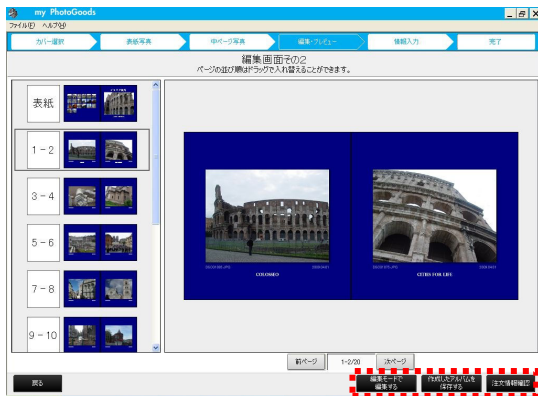 my PhotoGoods
ファイル(F) ヘルプ(H)
カバー選択 表紙写真 中ページ写真 編集・プレビュー 情報入力 完了
編集画面その2
ページの並び順はドラッグで入れ替えることができます。
表紙
1-2
3-4
5-6
7-8
9-10
COLOSSEO
CITIES FOR LIFE
前ページ 1-2/20 次ページ
戻る
編集モードで
編集する
作成したアルバムを
保存する
注文情報確認